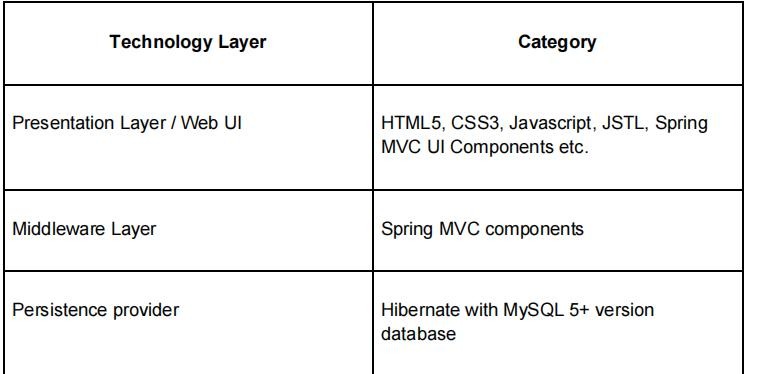 Technology Layer
Category
Presentation Layer / Web UI
HTML5, CSS3, Javascript, JSTL, Spring
MVC UI Components etc.
Middleware Layer
Spring MVC components
Persistence provider
Hibernate with MySQL 5+ version
database